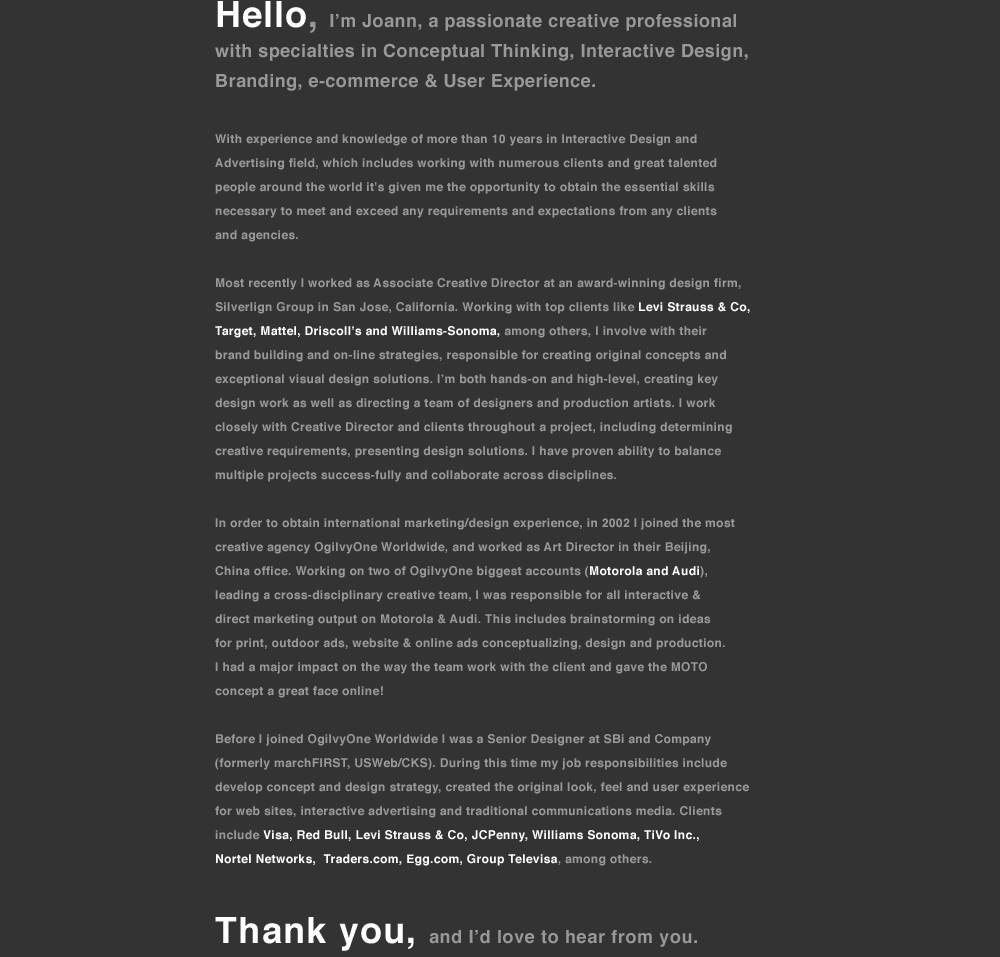 Hello, I’m Joann, a passionate creative professional
with specialties in Conceptual Thinking, Interactive Design,
Branding, e-commerce & User Experience.
With experience and knowledge of more than 10 years in Interactive Design and
Advertising field, which includes working with numerous clients and great talented
people around the world it’s given me the opportunity to obtain the essential skills
necessary to meet and exceed any requirements and expectations from any clients
and agencies.
Most recently I worked as Associate Creative Director at an award-winning design firm,
Silverlign Group in San Jose, California. Working with top clients like Levi Strauss & Co,
Target, Mattel, Driscoll’s and Williams-Sonoma, among others, I involve with their
brand building and on-line strategies, responsible for creating original concepts and
exceptional visual design solutions. I’m both hands-on and high-level, creating key
design work as well as directing a team of designers and production artists. I work
closely with Creative Director and clients throughout a project, including determining
creative requirements, presenting design solutions. I have proven ability to balance
multiple projects success-fully and collaborate across disciplines.
In order to obtain international marketing/design experience, in 2002 I joined the most
creative agency OgilvyOne Worldwide, and worked as Art Director in their Beijing,
China office. Working on two of OgilvyOne biggest accounts (Motorola and Audi),
leading a cross-disciplinary creative team, I was responsible for all interactive &
direct marketing output on Motorola & Audi. This includes brainstorming on ideas
for print, outdoor ads, website & online ads conceptualizing, design and production.
I had a major impact on the way the team work with the client and gave the MOTO
concept a great face online!
Before I joined OgilvyOne Worldwide I was a Senior Designer at SBi and Company
(formerly marchFIRST, USWeb/CKS). During this time my job responsibilities include
develop concept and design strategy, created the original look, feel and user experience
for web sites, interactive advertising and traditional communications media. Clients
include Visa, Red Bull, Levi Strauss & Co, JCPenny, Williams Sonoma, TiVo Inc.,
Nortel Networks,  Traders.com, Egg.com, Group Televisa, among others.
Thank you, and I’d love to hear from you.